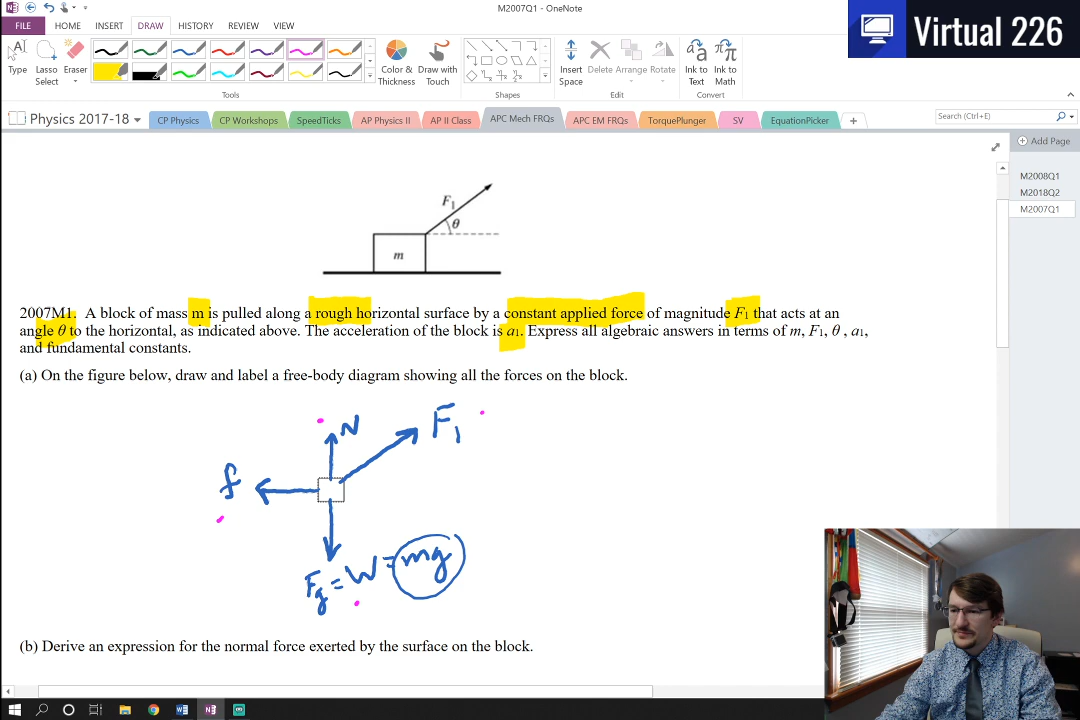 M2007Q1 - OneNote
FILE HOME INSERT DRAW HISTORY REVIEW VIEW
Virtual 226
Type Lasso Select Eraser Color & Thickness Draw with Touch Insert Space Delete Arrange Rotate Ink to Text Ink to Math
Tools Shapes Edit Convert
Physics 2017-18 CP Physics CP Workshops SpeedTicks AP Physics II AP II Class APC Mech FRQs APC EM FRQs TorquePlunger SV EquationPicker + Search (Ctrl+E)
Add Page
M2008Q1
M2018Q2
M2007Q1
F₁
θ
m
2007M1. A block of mass m is pulled along a rough horizontal surface by a constant applied force of magnitude F₁ that acts at an
angle θ to the horizontal, as indicated above. The acceleration of the block is a₁. Express all algebraic answers in terms of m, F₁, θ , a₁,
and fundamental constants.
(a) On the figure below, draw and label a free-body diagram showing all the forces on the block.
N
F₁
f
Fg = W = mg
(b) Derive an expression for the normal force exerted by the surface on the block.